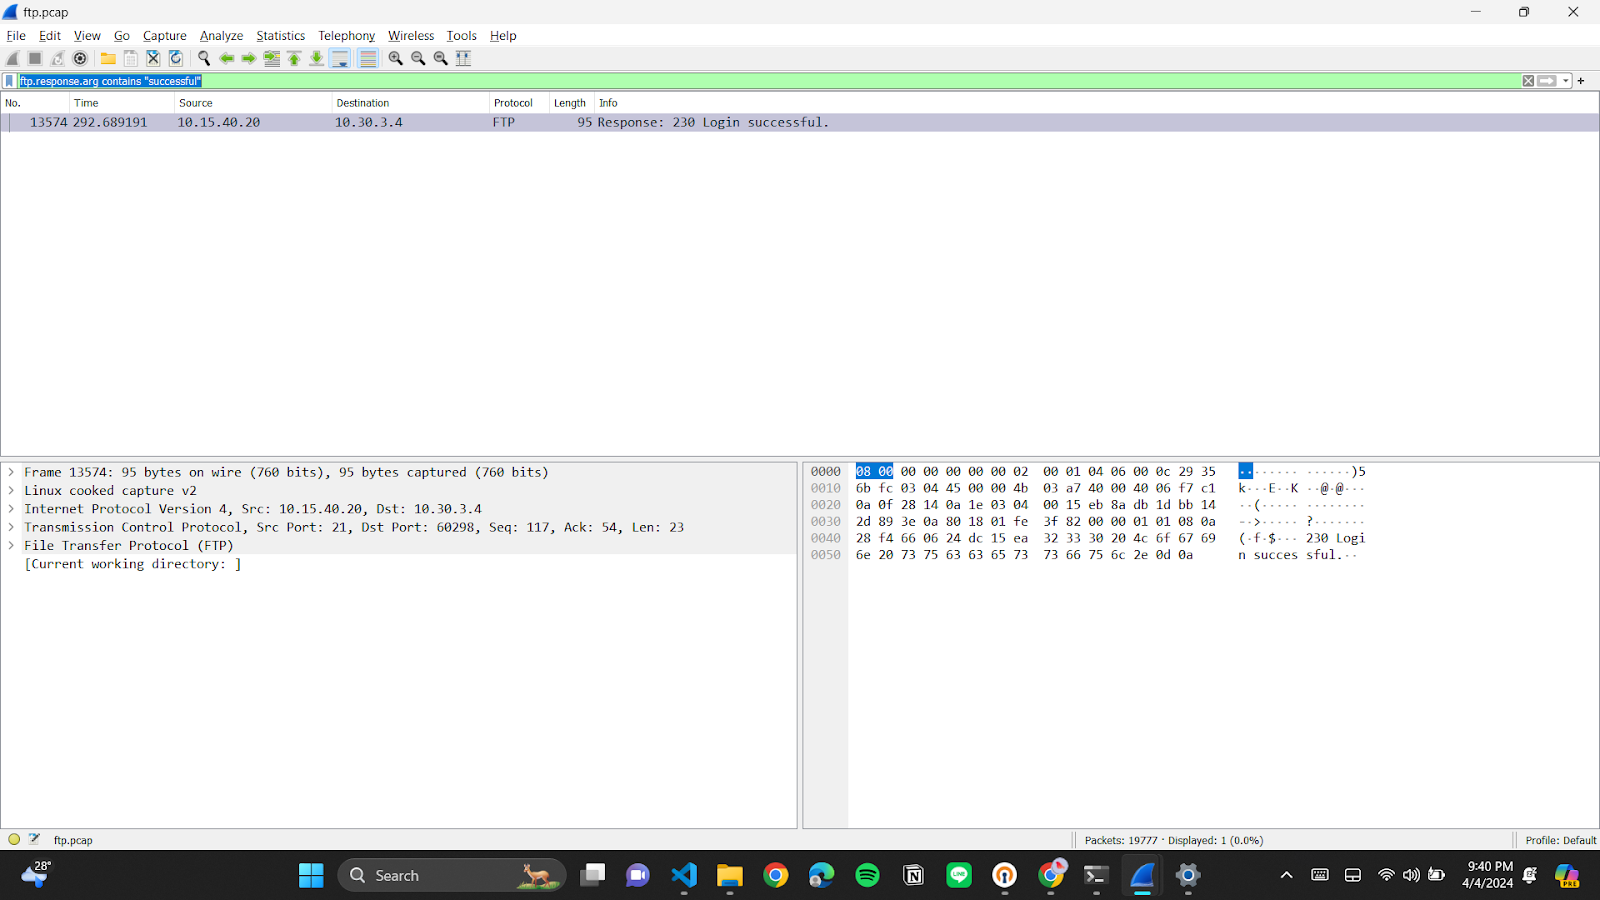 ftp.pcap
File Edit View Go Capture Analyze Statistics Telephony Wireless Tools Help
ftp.response.arg contains "successful"
No. Time Source Destination Protocol Length Info
13574 292.689191 10.15.40.20 10.30.3.4 FTP 95 Response: 230 Login successful.
Frame 13574: 95 bytes on wire (760 bits), 95 bytes captured (760 bits)
Linux cooked capture v2
Internet Protocol Version 4, Src: 10.15.40.20, Dst: 10.30.3.4
Transmission Control Protocol, Src Port: 21, Dst Port: 60298, Seq: 117, Ack: 54, Len: 23
File Transfer Protocol (FTP)
[Current working directory: ]
0000 08 00 00 00 00 00 00 02 00 01 04 06 00 0c 29 35 ········ ······)5
0010 6b fc 03 04 45 00 00 4b 03 a7 40 00 40 06 f7 c1 k···E··K ··@·@···
0020 0a 0f 28 14 0a 1e 03 04 00 15 eb 8a db 1d bb 14 ··(····· ········
0030 2d 89 3e 0a 80 18 01 fe 3f 82 00 00 01 01 08 0a -·>····· ?·······
0040 28 f4 66 06 24 dc 15 ea 32 33 30 20 4c 6f 67 69 (·f·$··· 230 Logi
0050 6e 20 73 75 63 63 65 73 73 66 75 6c 2e 0d 0a n succes sful.··
ftp.pcap Packets: 19777 · Displayed: 1 (0.0%) Profile: Default
28° Search LINE PRE
9:40 PM
4/4/2024